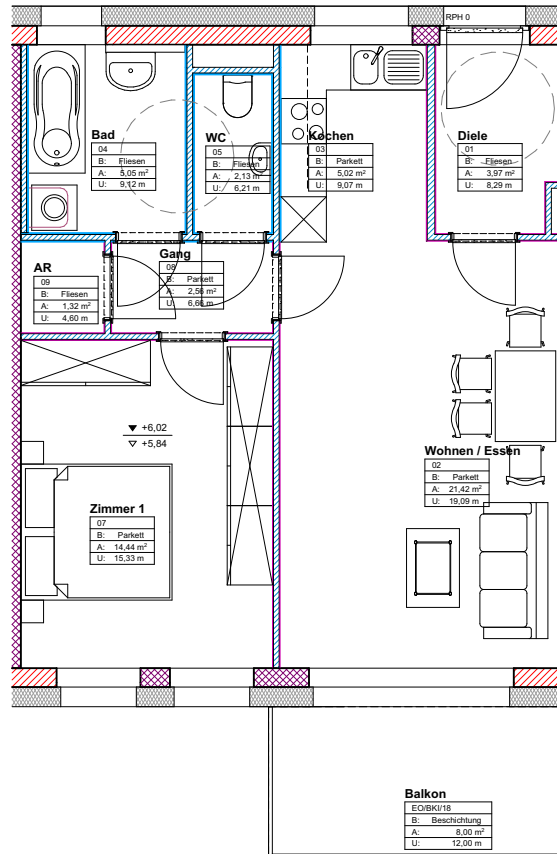 RPH 0
Bad
04
B: Fliesen
A: 5,05 m²
U: 9,12 m
WC
05
B: Fliesen
A: 2,13 m²
U: 6,21 m
Kochen
03
B: Parkett
A: 5,02 m²
U: 9,07 m
Diele
01
B: Fliesen
A: 3,97 m²
U: 8,29 m
Gang
08
B: Parkett
A: 2,56 m²
U: 6,66 m
AR
09
B: Fliesen
A: 1,32 m²
U: 4,60 m
+6,02
+5,84
Wohnen / Essen
02
B: Parkett
A: 21,42 m²
U: 19,09 m
Zimmer 1
07
B: Parkett
A: 14,44 m²
U: 15,33 m
Balkon
EO/BKI/18
B: Beschichtung
A: 8,00 m²
U: 12,00 m